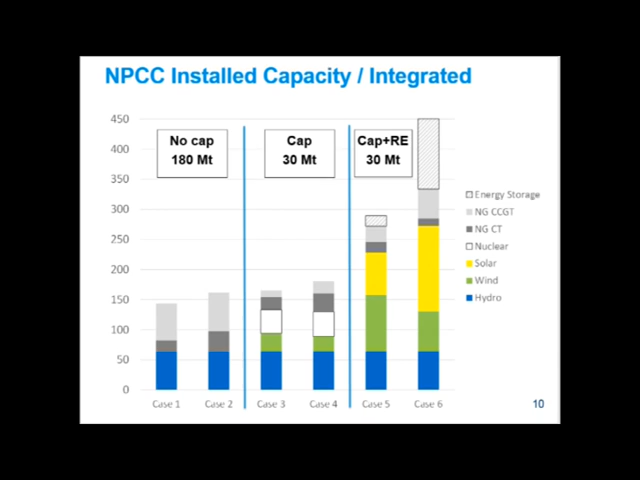 NPCC Installed Capacity / Integrated
450
400
350
300
250
200
150
100
50
0
No cap
180 Mt
Cap
30 Mt
Cap+RE
30 Mt
Energy Storage
NG CCGT
NG CT
Nuclear
Solar
Wind
Hydro
Case 1
Case 2
Case 3
Case 4
Case 5
Case 6
10